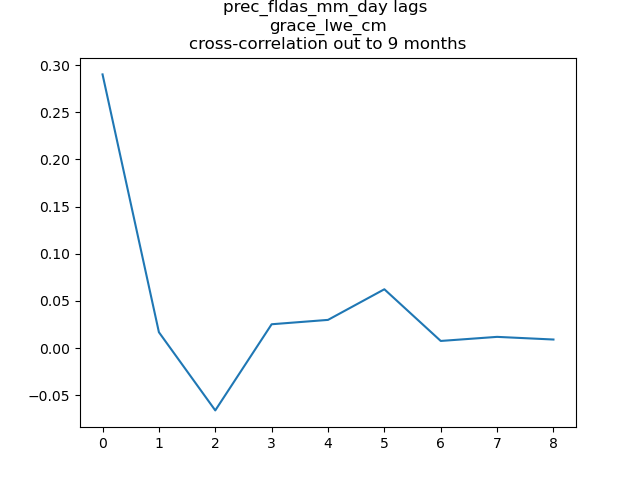 prec_fldas_mm_day lags
grace_lwe_cm
cross-correlation out to 9 months
0.30
0.25
0.20
0.15
0.10
0.05
0.00
−0.05
0 1 2 3 4 5 6 7 8